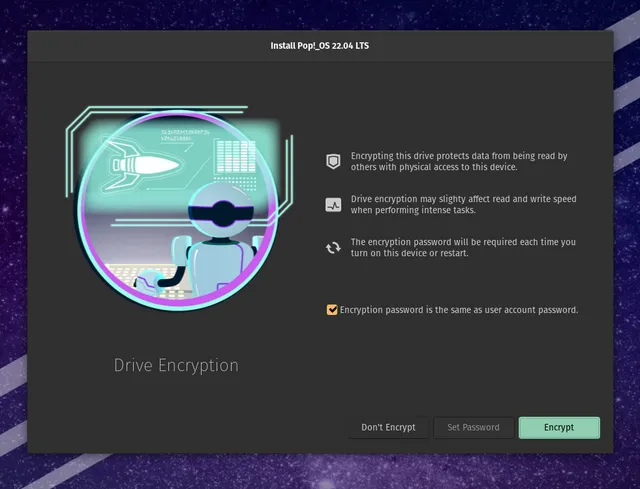 Install Pop!_OS 22.04 LTS
Encrypting this drive protects data from being read by
others with physical access to this device.
Drive encryption may slighty affect read and write speed
when performing intense tasks.
The encryption password will be required each time you
turn on this device or restart.
Encryption password is the same as user account password.
Drive Encryption
Don't Encrypt
Set Password
Encrypt